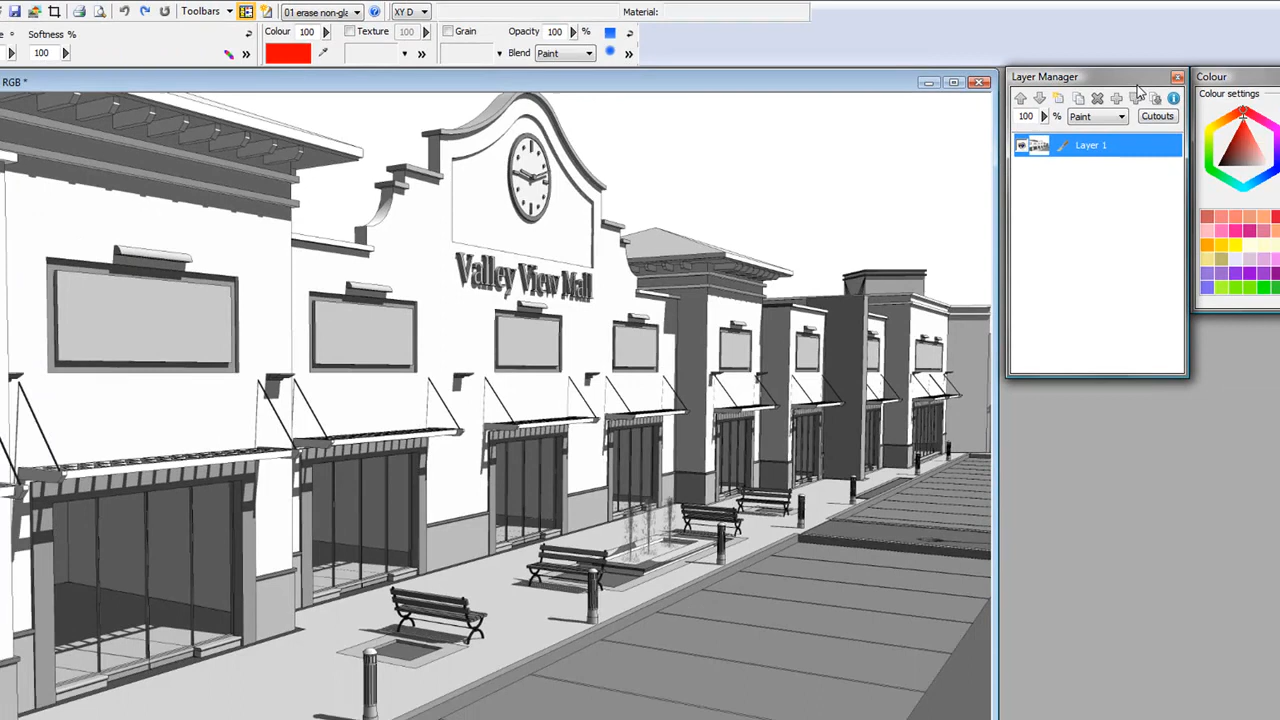 Toolbars
01 erase non-gla
XY D
Material:
Softness %
100
Colour 100
Texture 100
Grain
Opacity 100 %
Blend Paint
RGB *
Layer Manager
100 % Paint Cutouts
Layer 1
Colour
Colour settings
Valley View Mall